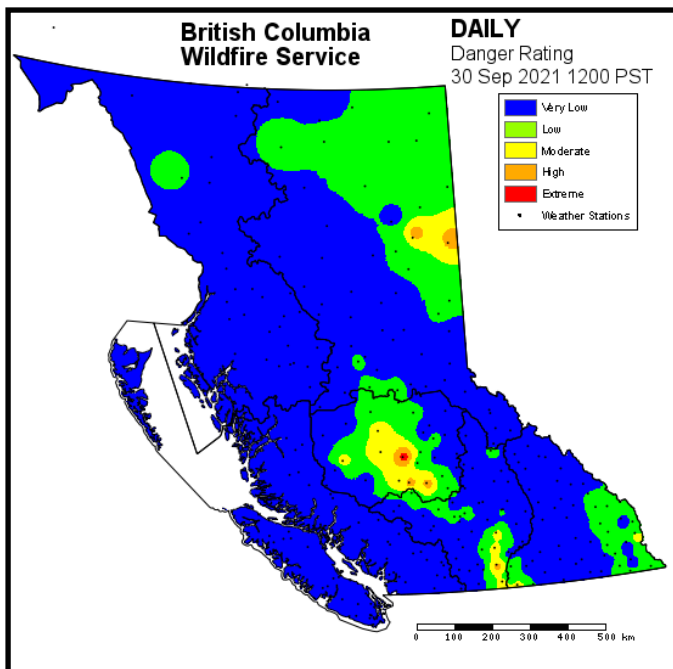 British Columbia
Wildfire Service
DAILY
Danger Rating
30 Sep 2021 1200 PST
Very Low
Low
Moderate
High
Extreme
Weather Stations
0 100 200 300 400 500 km